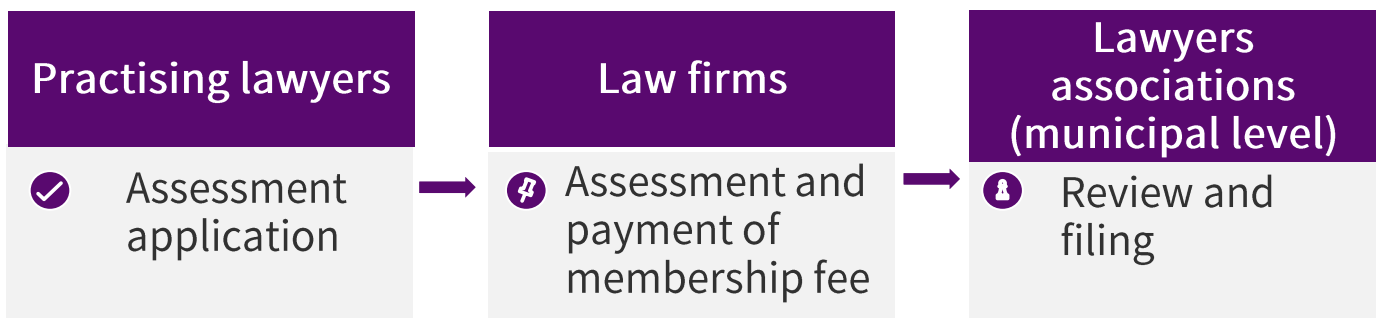 Practising lawyers
Assessment
application
Law firms
Assessment and
payment of
membership fee
Lawyers
associations
(municipal level)
Review and
filing